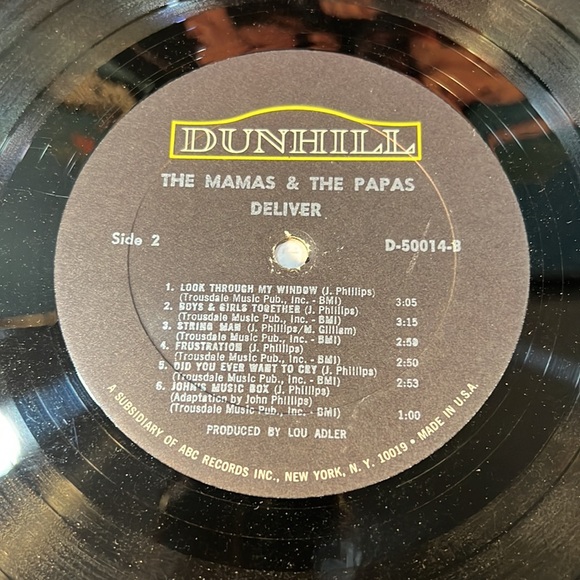 DUNHILL
THE MAMAS & THE PAPAS
DELIVER
Side 2
D-50014-B
1. LOOK THROUGH MY WINDOW (J. Phillips)
(Trousdale Music Pub., Inc. - BMI) 3:05
2. BOYS & GIRLS TOGETHER (J. Phillips)
(Trousdale Music Pub., Inc. - BMI) 3:15
3. STRING MAN (J. Phillips/M. Gilliam)
(Trousdale Music Pub., Inc. - BMI) 2:59
4. FRUSTRATION (J. Phillips)
(Trousdale Music Pub., Inc. - BMI) 2:50
5. DID YOU EVER WANT TO CRY (J. Phillips)
(Trousdale Music Pub., Inc. - BMI) 2:53
6. JOHN'S MUSIC BOX (J. Phillips)
(Adaptation by John Phillips)
(Trousdale Music Pub., Inc. - BMI) 1:00
PRODUCED BY LOU ADLER
A SUBSIDIARY OF ABC RECORDS INC., NEW YORK, N.Y. 10019 • MADE IN U.S.A.